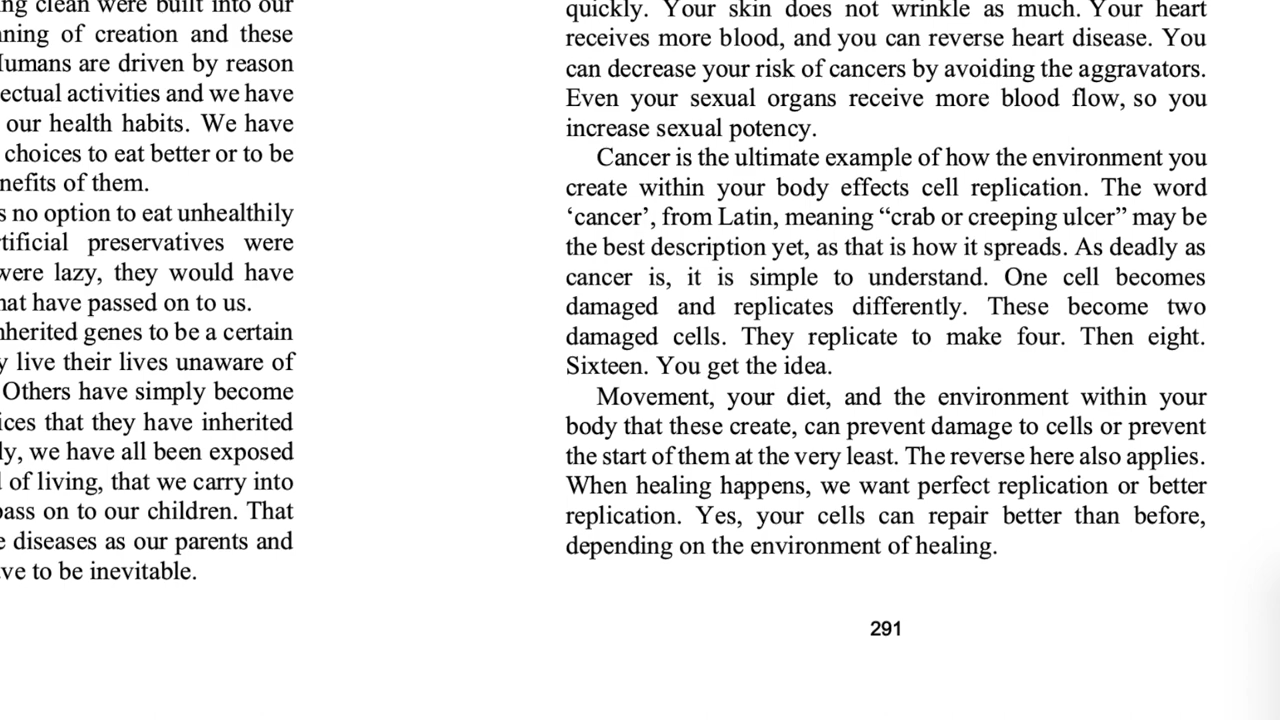 clean were built into our
of creation and these
are driven by reason
activities and we have
our health habits. We have
choices to eat better or to be
of them.
no option to eat unhealthily
preservatives were
were lazy, they would have
have passed on to us.
genes to be a certain
live their lives unaware of
Others have simply become
that they have inherited
we have all been exposed
of living, that we carry into
on to our children. That
diseases as our parents and
to be inevitable.
quickly. Your skin does not wrinkle as much. Your heart
receives more blood, and you can reverse heart disease. You
can decrease your risk of cancers by avoiding the aggravators.
Even your sexual organs receive more blood flow, so you
increase sexual potency.
Cancer is the ultimate example of how the environment you
create within your body effects cell replication. The word
‘cancer’, from Latin, meaning “crab or creeping ulcer” may be
the best description yet, as that is how it spreads. As deadly as
cancer is, it is simple to understand. One cell becomes
damaged and replicates differently. These become two
damaged cells. They replicate to make four. Then eight.
Sixteen. You get the idea.
Movement, your diet, and the environment within your
body that these create, can prevent damage to cells or prevent
the start of them at the very least. The reverse here also applies.
When healing happens, we want perfect replication or better
replication. Yes, your cells can repair better than before,
depending on the environment of healing.
291